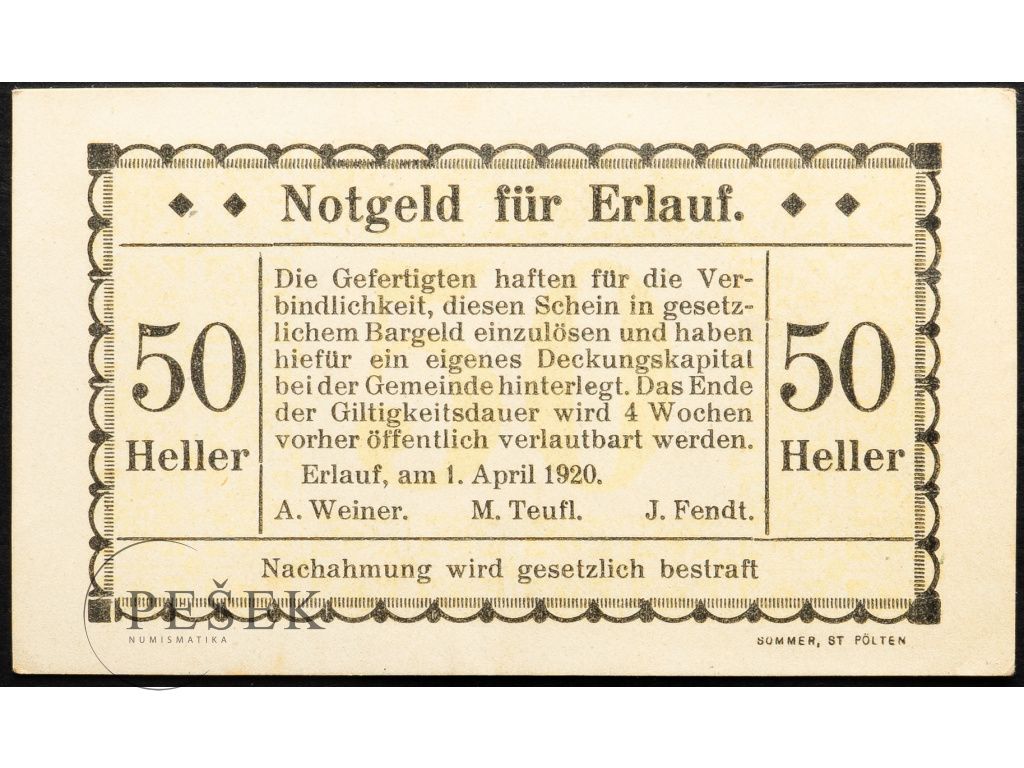 Notgeld für Erlauf.
50
Heller
Die Gefertigten haften für die Ver-
bindlichkeit, diesen Schein in gesetz-
lichem Bargeld einzulösen und haben
hiefür ein eigenes Deckungskapital
bei der Gemeinde hinterlegt. Das Ende
der Giltigkeitsdauer wird 4 Wochen
vorher öffentlich verlautbart werden.
Erlauf, am 1. April 1920.
A. Weiner. M. Teufl. J. Fendt.
50
Heller
Nachahmung wird gesetzlich bestraft
SOMMER, ST PÖLTEN
PEŠEK
NUMISMATIKA